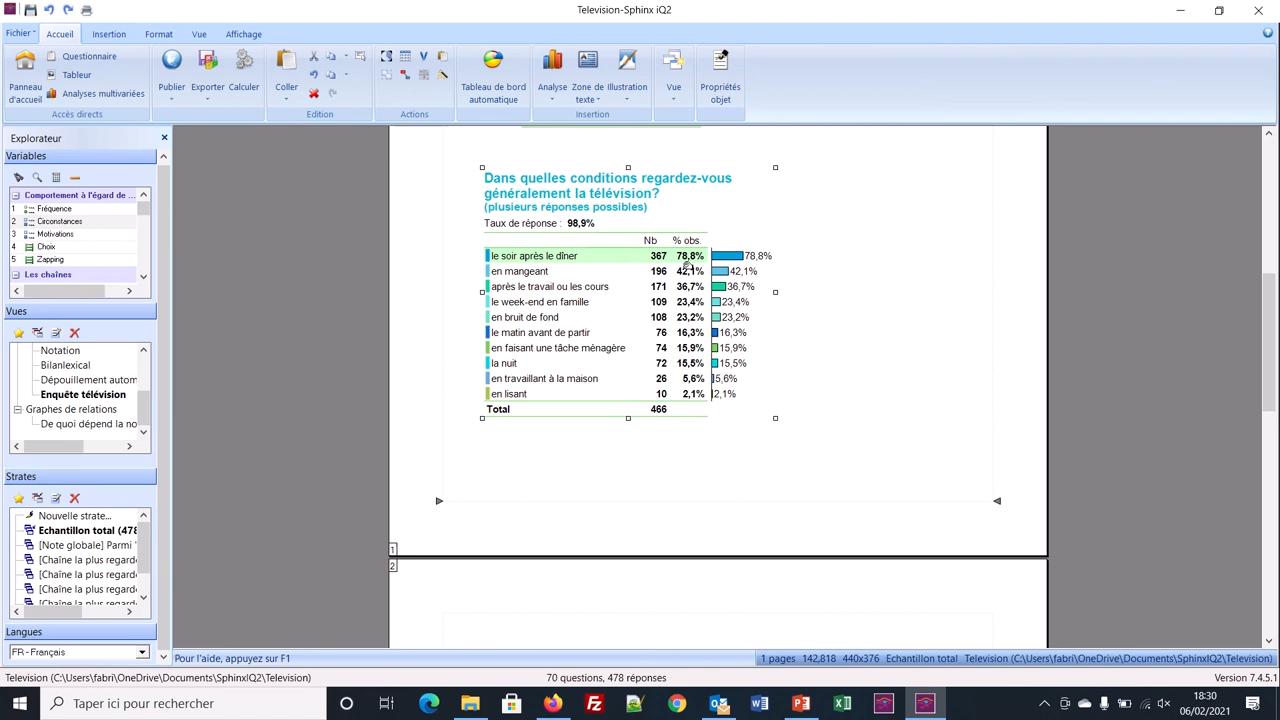 Television-Sphinx iQ2
Fichier
Accueil
Insertion
Format
Vue
Affichage
Panneau d'accueil
Questionnaire
Tableur
Analyses multivariées
Accès directs
Publier
Exporter
Calculer
Coller
Edition
Actions
Tableau de bord automatique
Analyse
Zone de texte
Illustration
Insertion
Vue
Propriétés objet
Explorateur
Variables
Comportement à l'égard de ...
1 Fréquence
2 Circonstances
3 Motivations
4 Choix
5 Zapping
Les chaînes
Vues
Notation
Bilanlexical
Dépouillement autom
Enquête télévision
Graphes de relations
De quoi dépend la no
Strates
Nouvelle strate...
Echantillon total (478
[Note globale] Parmi "
[Chaîne la plus regard
[Chaîne la plus regard
[Chaîne la plus regard
[Chaîne la plus regard
Langues
FR - Français
Dans quelles conditions regardez-vous
généralement la télévision?
(plusieurs réponses possibles)
Taux de réponse : 98,9%
Nb % obs.
le soir après le dîner 367 78,8% 78,8%
en mangeant 196 42,1% 42,1%
après le travail ou les cours 171 36,7% 36,7%
le week-end en famille 109 23,4% 23,4%
en bruit de fond 108 23,2% 23,2%
le matin avant de partir 76 16,3% 16,3%
en faisant une tâche ménagère 74 15,9% 15,9%
la nuit 72 15,5% 15,5%
en travaillant à la maison 26 5,6% 5,6%
en lisant 10 2,1% 2,1%
Total 466
1
2
Pour l'aide, appuyez sur F1
1 pages 142,818 440x376 Echantillon total Television (C:\Users\fabri\OneDrive\Documents\SphinxIQ2\Television)
Television (C:\Users\fabri\OneDrive\Documents\SphinxIQ2\Television)
70 questions, 478 réponses
Version 7.4.5.1
Taper ici pour rechercher
18:30
06/02/2021